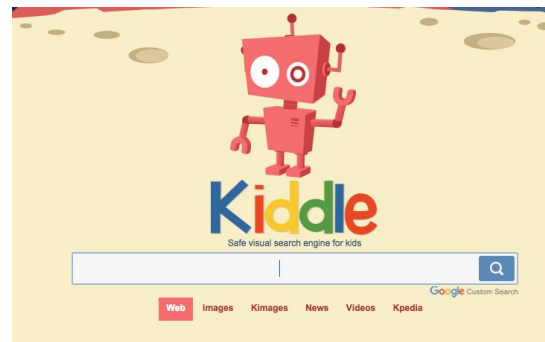 Kiddle
Safe visual search engine for kids
Google Custom Search
Web Images Kimages News Videos Kpedia